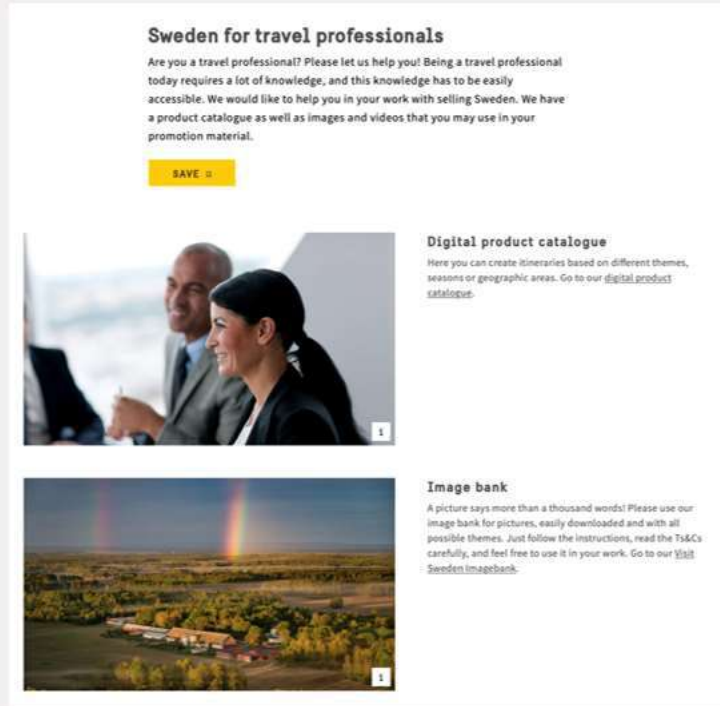 Sweden for travel professionals
Are you a travel professional? Please let us help you! Being a travel professional
today requires a lot of knowledge, and this knowledge has to be easily
accessible. We would like to help you in your work with selling Sweden. We have
a product catalogue as well as images and videos that you may use in your
promotion material.
SAVE
Digital product catalogue
Here you can create itineraries based on different themes,
seasons or geographic areas. Go to our digital product
catalogue.
1
Image bank
A picture says more than a thousand words! Please use our
image bank for pictures, easily downloaded and with all
possible themes. Just follow the instructions, read the Ts&Cs
carefully, and feel free to use it in your work. Go to our Visit
Sweden Imagebank.
1